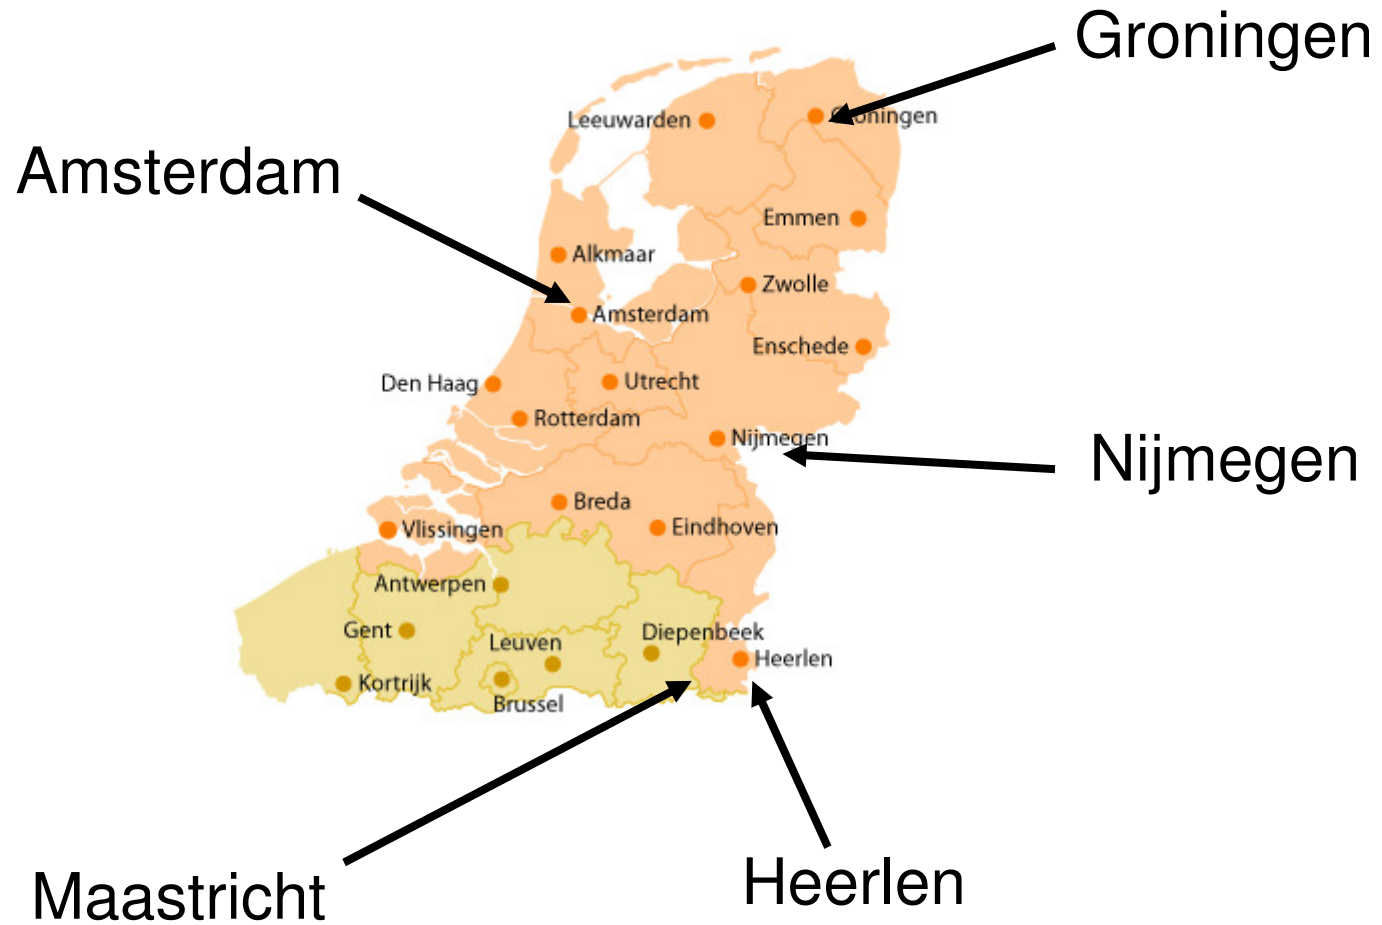 Groningen
Leeuwarden
Groningen
Amsterdam
Emmen
Alkmaar
Zwolle
Amsterdam
Enschede
Den Haag
Utrecht
Rotterdam
Nijmegen
Nijmegen
Breda
Vlissingen
Eindhoven
Antwerpen
Gent
Leuven
Diepenbeek
Heerlen
Kortrijk
Brussel
Maastricht
Heerlen